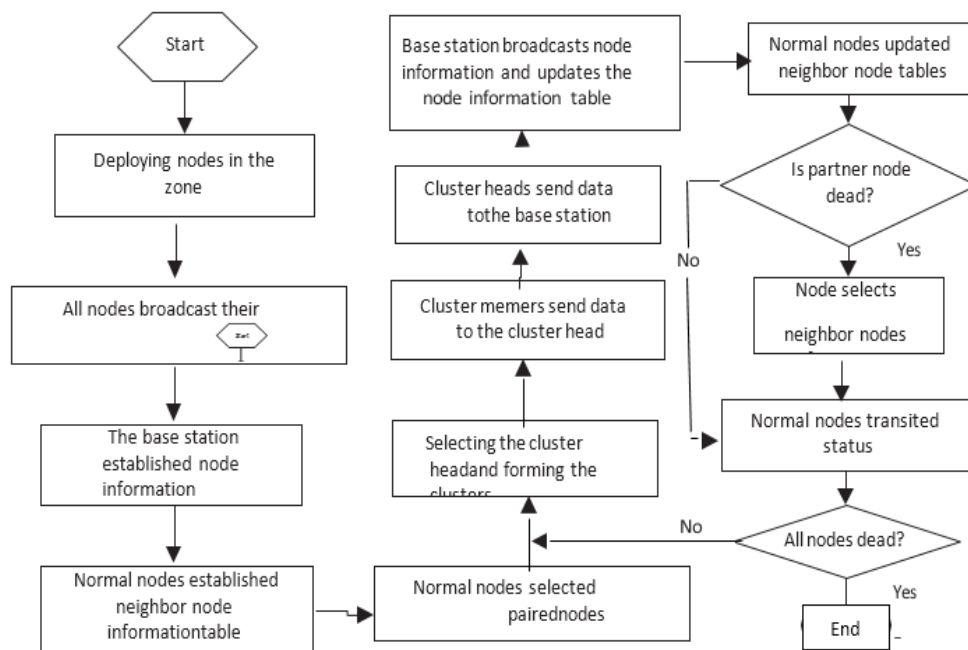 Start
Deploying nodes in the
zone
All nodes broadcast their
The base station
established node
information
Normal nodes established
neighbor node
informationtable
Normal nodes selected
pairednodes
Selecting the cluster
headand forming the
clusters
Cluster memers send data
to the cluster head
Cluster heads send data
tothe base station
Base station broadcasts node
information and updates the
node information table
Normal nodes updated
neighbor node tables
Is partner node
dead?
No
Yes
Node selects
neighbor nodes
Normal nodes transited
status
All nodes dead?
No
Yes
End